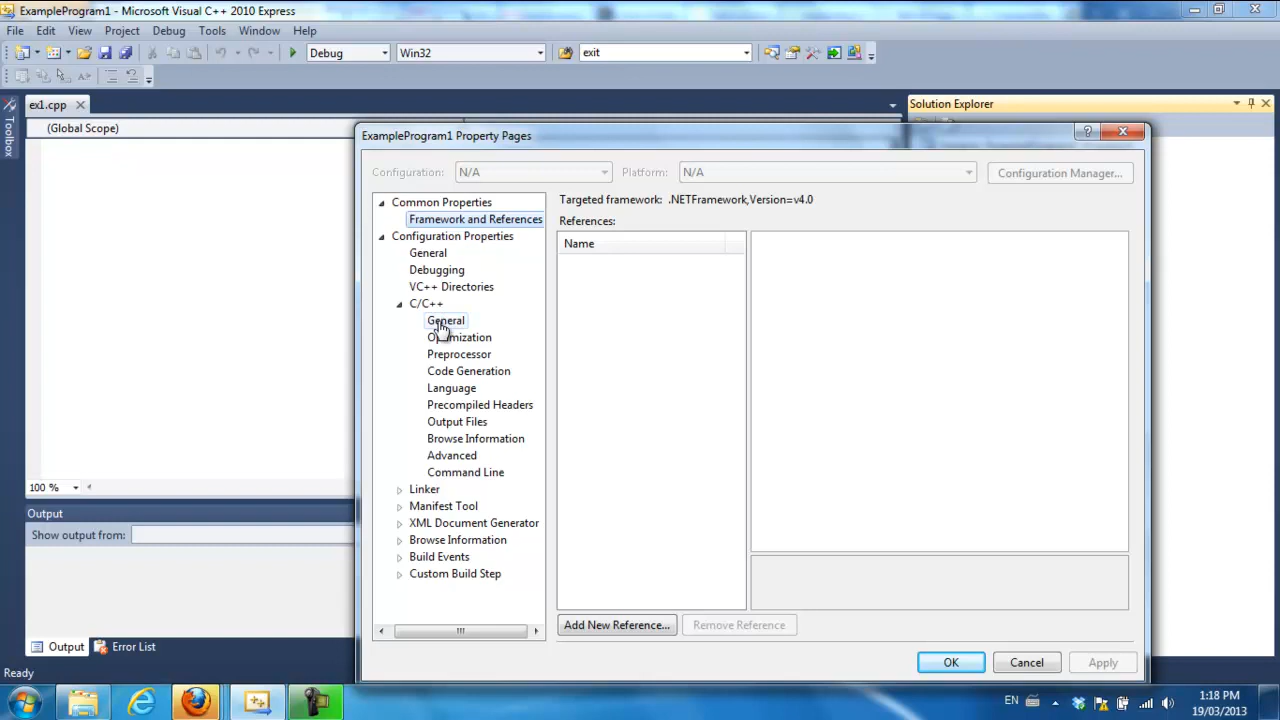 ExampleProgram1 - Microsoft Visual C++ 2010 Express
File Edit View Project Debug Tools Window Help
Debug Win32 exit
ex1.cpp
Solution Explorer
Toolbox
(Global Scope)
ExampleProgram1 Property Pages
Configuration: N/A Platform: N/A Configuration Manager...
Common Properties
Framework and References
Configuration Properties
General
Debugging
VC++ Directories
C/C++
General
Optimization
Preprocessor
Code Generation
Language
Precompiled Headers
Output Files
Browse Information
Advanced
Command Line
Linker
Manifest Tool
XML Document Generator
Browse Information
Build Events
Custom Build Step
Targeted framework: .NETFramework,Version=v4.0
References:
Name
Add New Reference... Remove Reference
OK Cancel Apply
100 %
Output
Show output from:
Output Error List
Ready
EN
1:18 PM
19/03/2013